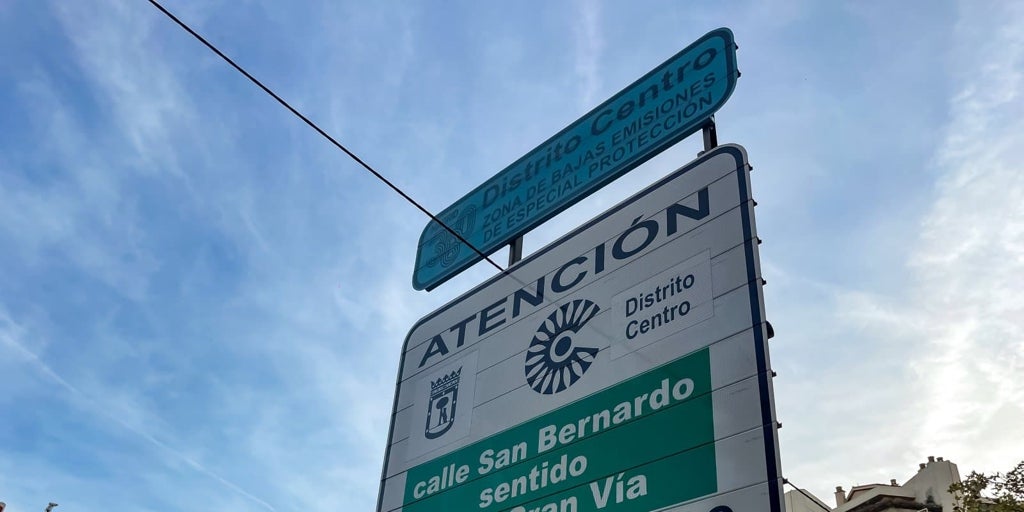 Distrito Centro
ZONA DE BAJAS EMISIONES
DE ESPECIAL PROTECCIÓN
ATENCIÓN
Distrito
Centro
calle San Bernardo
sentido
Gran Vía